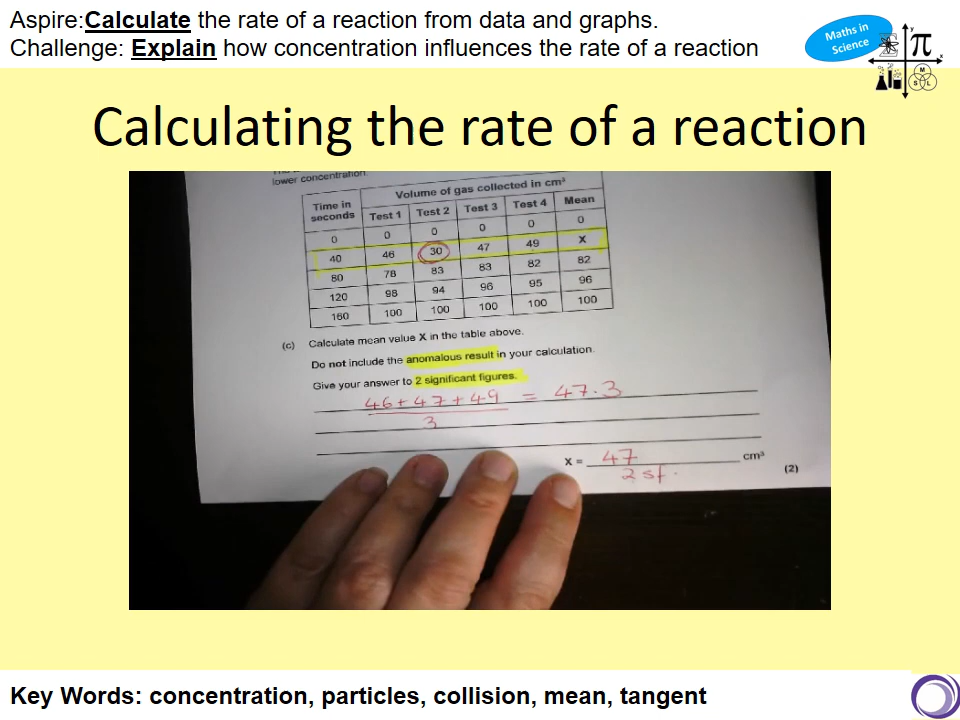 Aspire:Calculate the rate of a reaction from data and graphs.
Challenge: Explain how concentration influences the rate of a reaction
Maths in
Science
π
y
x
M
S L
Calculating the rate of a reaction
lower concentration.
Time in seconds Volume of gas collected in cm³
Test 1 Test 2 Test 3 Test 4 Mean
0 0 0 0 0 0
40 46 30 47 49 X
80 78 83 83 82 82
120 98 94 96 95 96
160 100 100 100 100 100
(c) Calculate mean value X in the table above.
Do not include the anomalous result in your calculation.
Give your answer to 2 significant figures.
46 + 47 + 49 = 47.3
3
X = 47 cm³
2 sf.
(2)
Key Words: concentration, particles, collision, mean, tangent